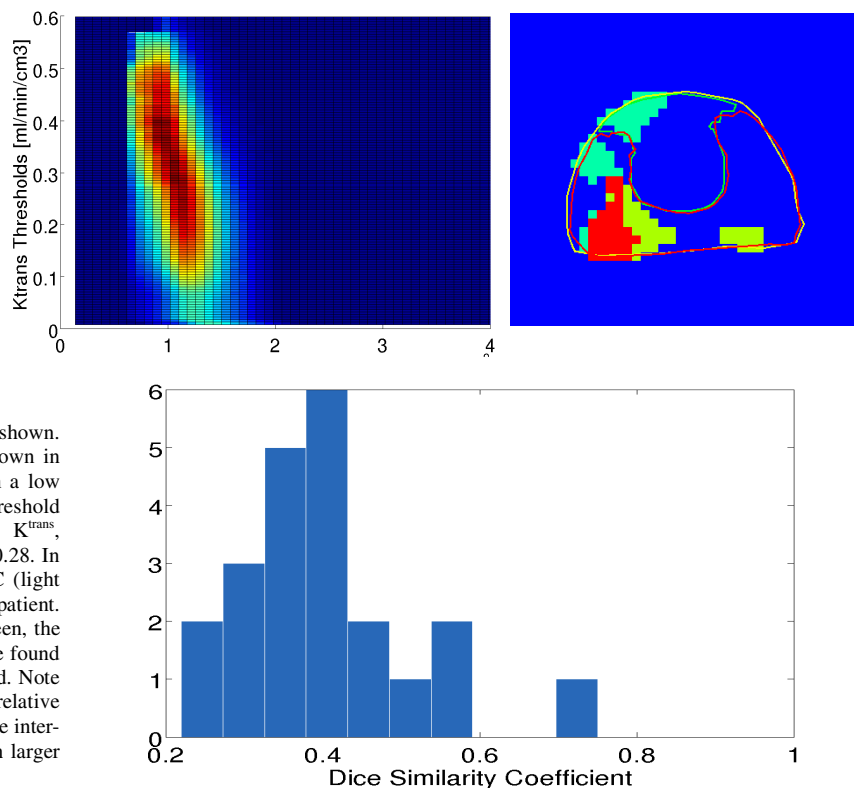 0.6
0.5
0.4
0.3
0.2
0.1
0
Ktrans Thresholds [ml/min/cm3]
0 1 2 3 4
shown.
own in
a low
reshold
K^trans,
0.28. In
C (light
patient.
een, the
e found
d. Note
relative
e inter-
n larger
6
5
4
3
2
1
0
0.2 0.4 0.6 0.8 1
Dice Similarity Coefficient